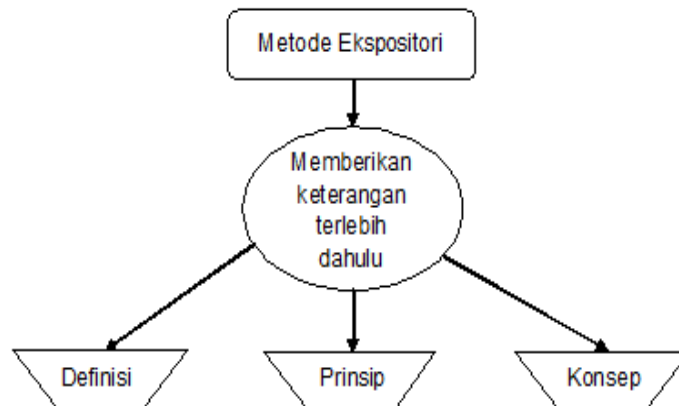 Metode Ekspositori
Memberikan
keterangan
terlebih
dahulu
Definisi
Prinsip
Konsep